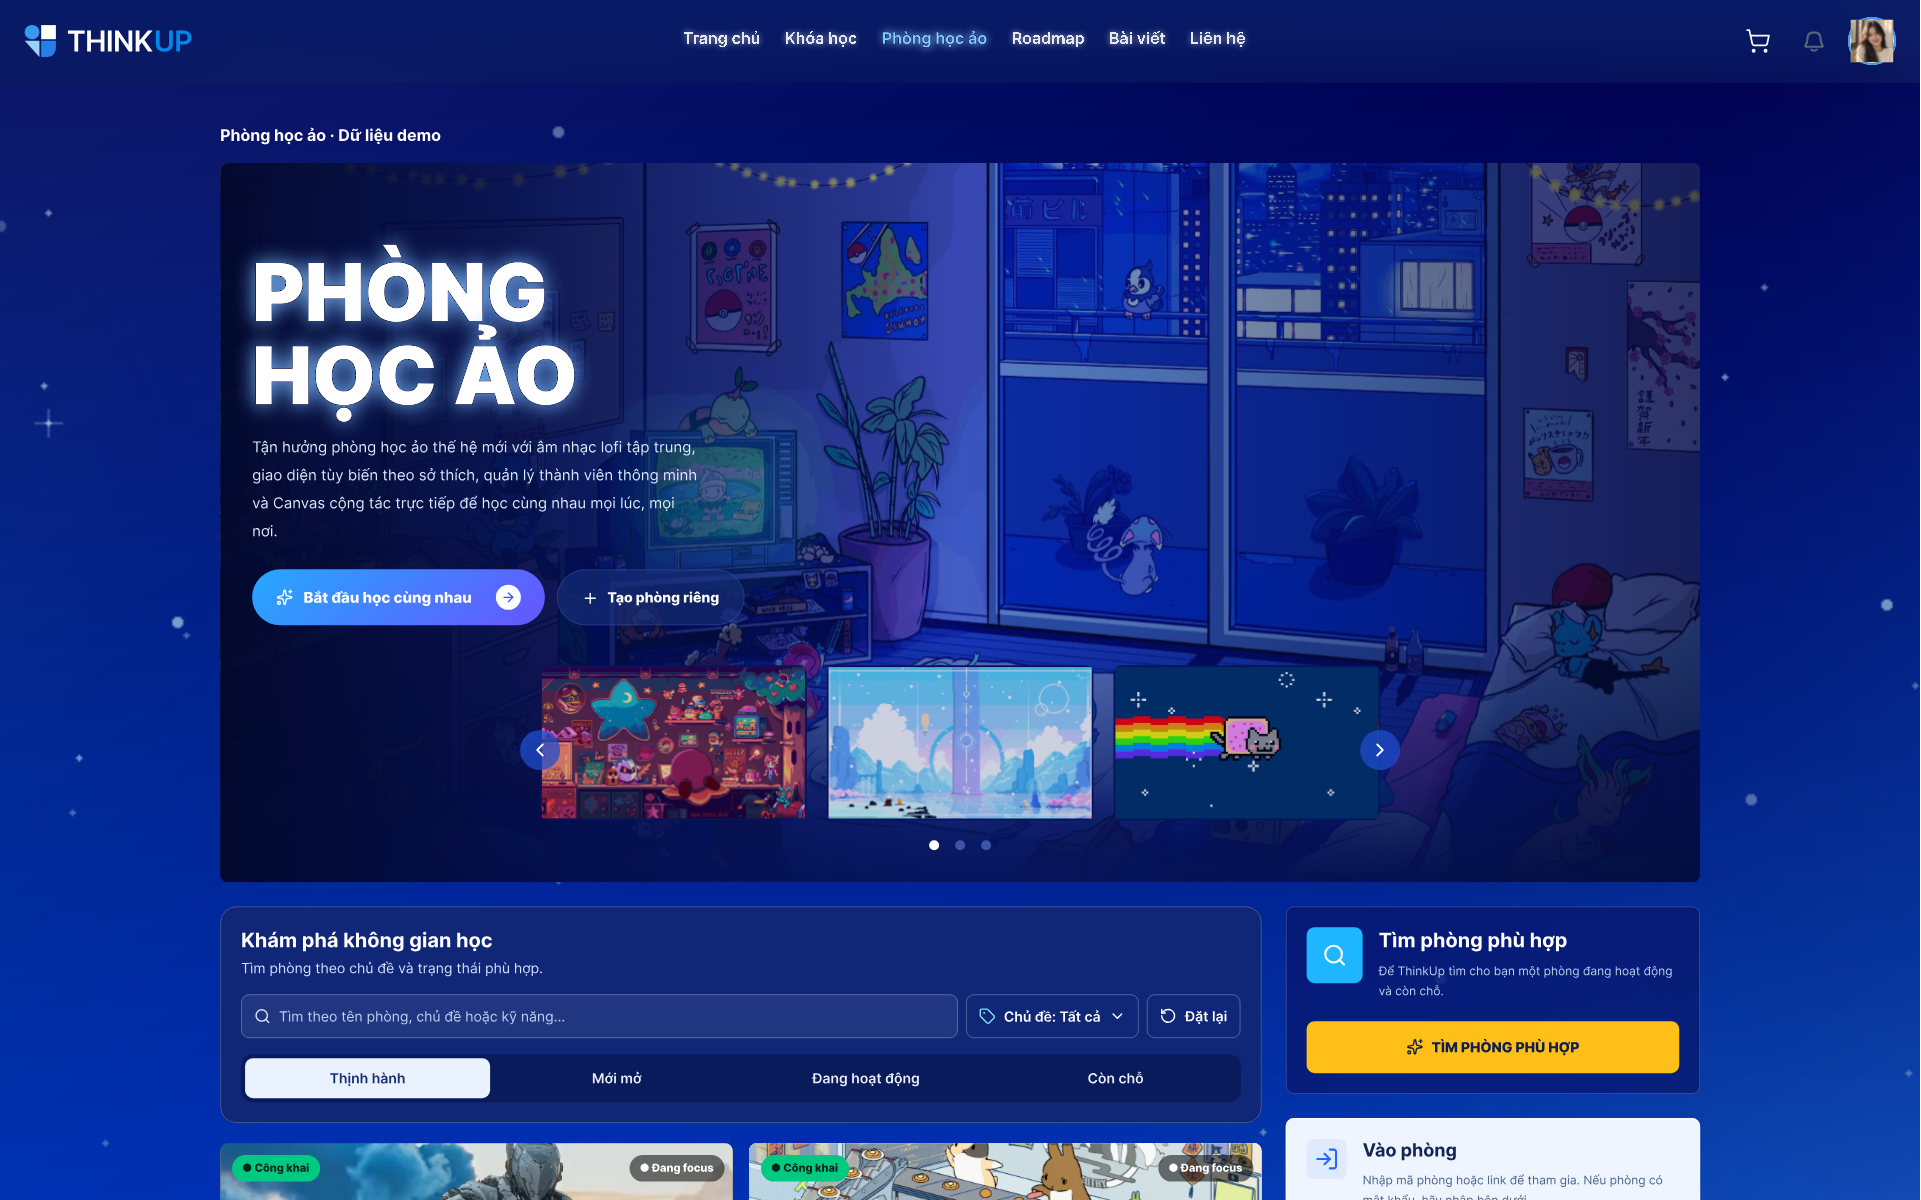 THINKUP
Trang chủ
Khóa học
Phòng học ảo
Roadmap
Bài viết
Liên hệ
Phòng học ảo · Dữ liệu demo
PHÒNG
HỌC ẢO
Tận hưởng phòng học ảo thế hệ mới với âm nhạc lofi tập trung,
giao diện tùy biến theo sở thích, quản lý thành viên thông minh
và Canvas cộng tác trực tiếp để học cùng nhau mọi lúc, mọi
nơi.
Bắt đầu học cùng nhau
Tạo phòng riêng
Khám phá không gian học
Tìm phòng theo chủ đề và trạng thái phù hợp.
Tìm theo tên phòng, chủ đề hoặc kỹ năng...
Chủ đề: Tất cả
Đặt lại
Thịnh hành
Mới mở
Đang hoạt động
Còn chỗ
Tìm phòng phù hợp
Để ThinkUp tìm cho bạn một phòng đang hoạt động
và còn chỗ.
TÌM PHÒNG PHÙ HỢP
Công khai
Đang focus
Công khai
Đang focus
Vào phòng
Nhập mã phòng hoặc link để tham gia. Nếu phòng có
mật khẩu, hãy nhập bên dưới.